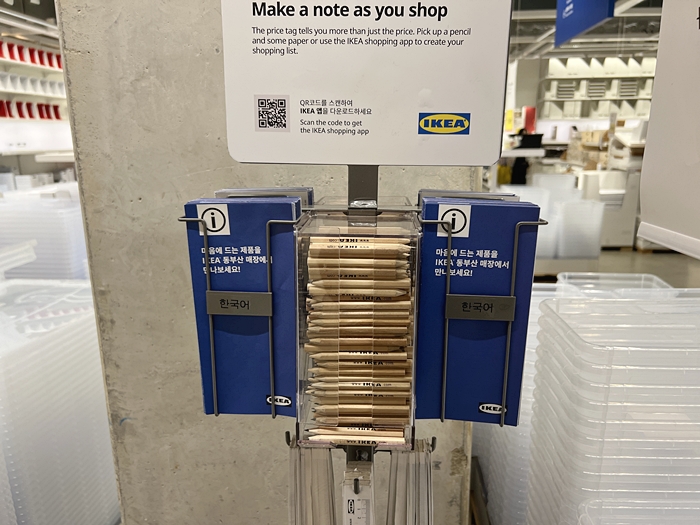 Make a note as you shop
The price tag tells you more than just the price. Pick up a pencil
and some paper or use the IKEA shopping app to create your
shopping list.
QR코드를 스캔하여
IKEA 앱을 다운로드하세요
Scan the code to get
the IKEA shopping app
IKEA
i
마음에 드는 제품을
IKEA 동부산 매장에서
만나보세요!
한국어
IKEA
IKEA
IKEA
IKEA
IKEA
i
마음에 드는 제품을
IKEA 동부산 매장에서
만나보세요!
한국어
IKEA